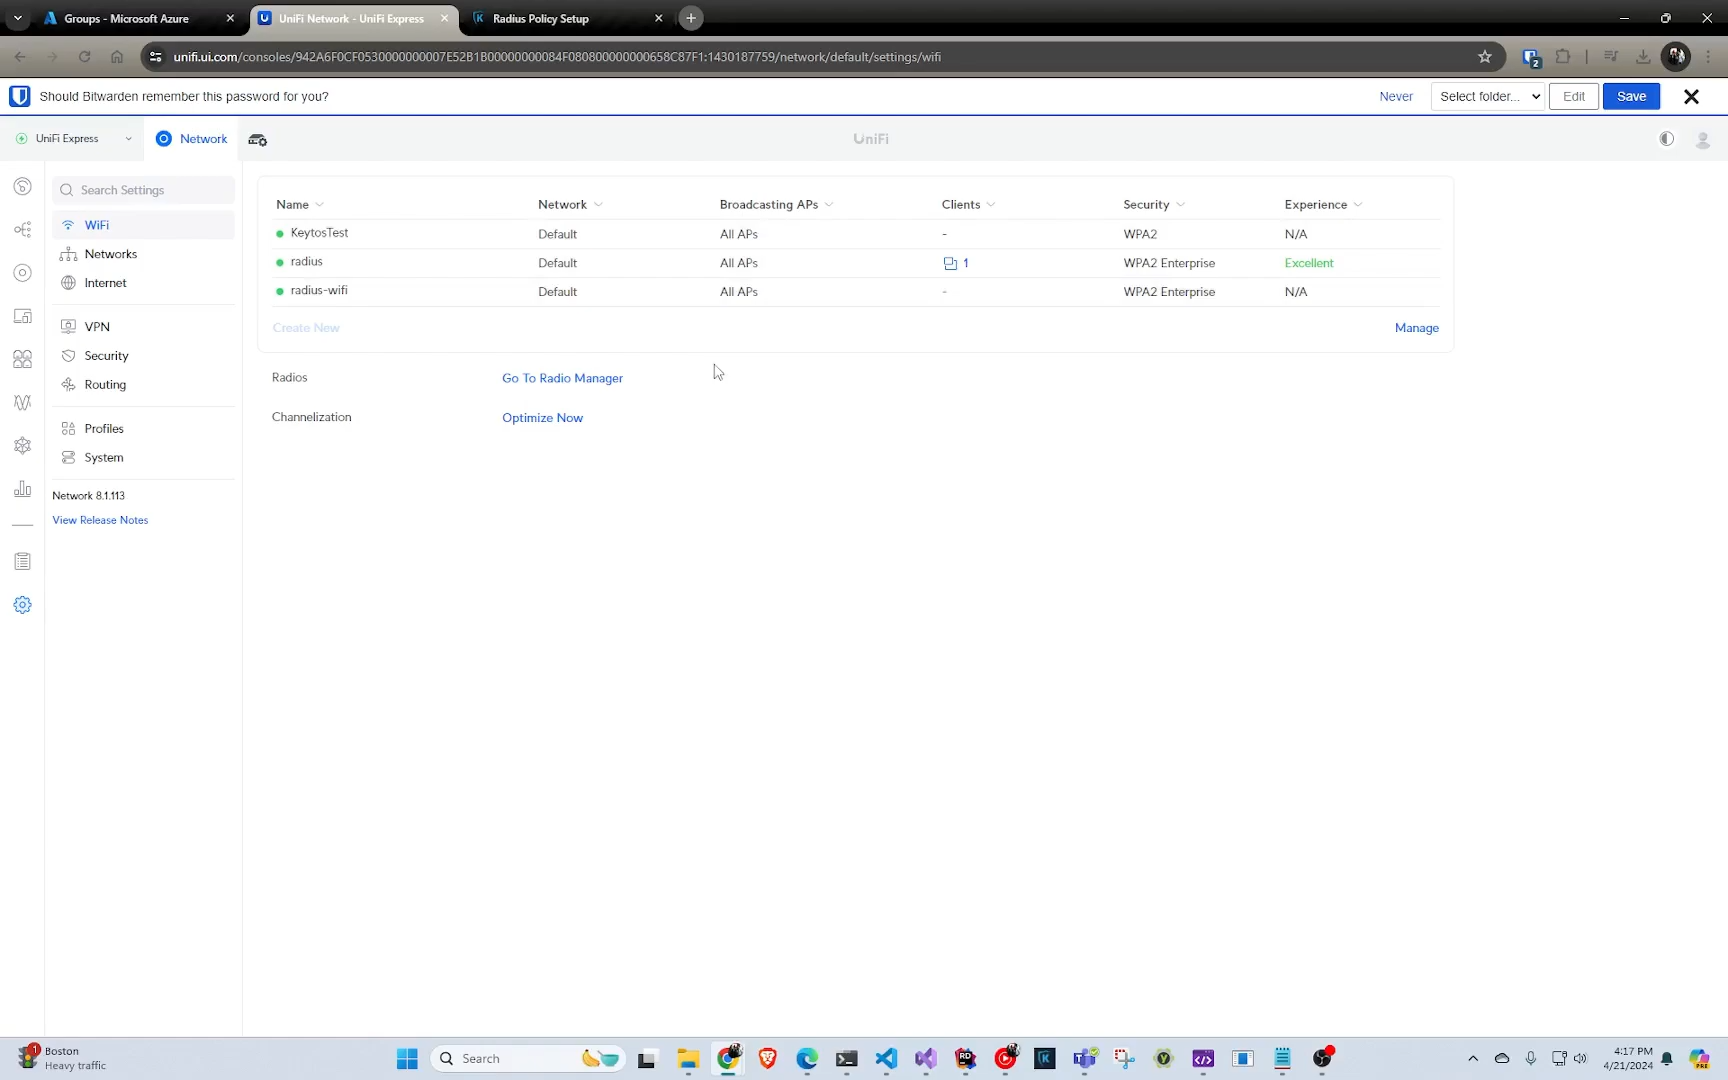 Groups - Microsoft Azure
UniFi Network - UniFi Express
Radius Policy Setup
unifi.ui.com/consoles/942A6F0CF0530000000007E52B1B00000000084F080800000000658C87F1:1430187759/network/default/settings/wifi
2
Should Bitwarden remember this password for you?
Never
Select folder...
Edit
Save
UniFi Express
Network
UniFi
Search Settings
WiFi
Networks
Internet
VPN
Security
Routing
Profiles
System
Network 8.1.113
View Release Notes
Name Network Broadcasting APs Clients Security Experience
KeytosTest Default All APs - WPA2 N/A
radius Default All APs 1 WPA2 Enterprise Excellent
radius-wifi Default All APs - WPA2 Enterprise N/A
Create New
Manage
Radios Go To Radio Manager
Channelization Optimize Now
1
Boston
Heavy traffic
Search
RD
K
Y
PRE
4:17 PM
4/21/2024